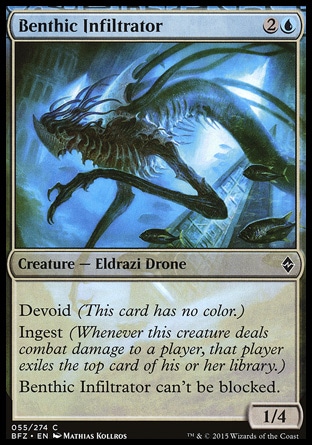 Benthic Infiltrator 2
Creature — Eldrazi Drone
Devoid (This card has no color.)
Ingest (Whenever this creature deals
combat damage to a player, that player
exiles the top card of his or her library.)
Benthic Infiltrator can't be blocked.
1/4
055/274 C
BFZ • EN Mathias Kollros
™ & © 2015 Wizards of the Coast